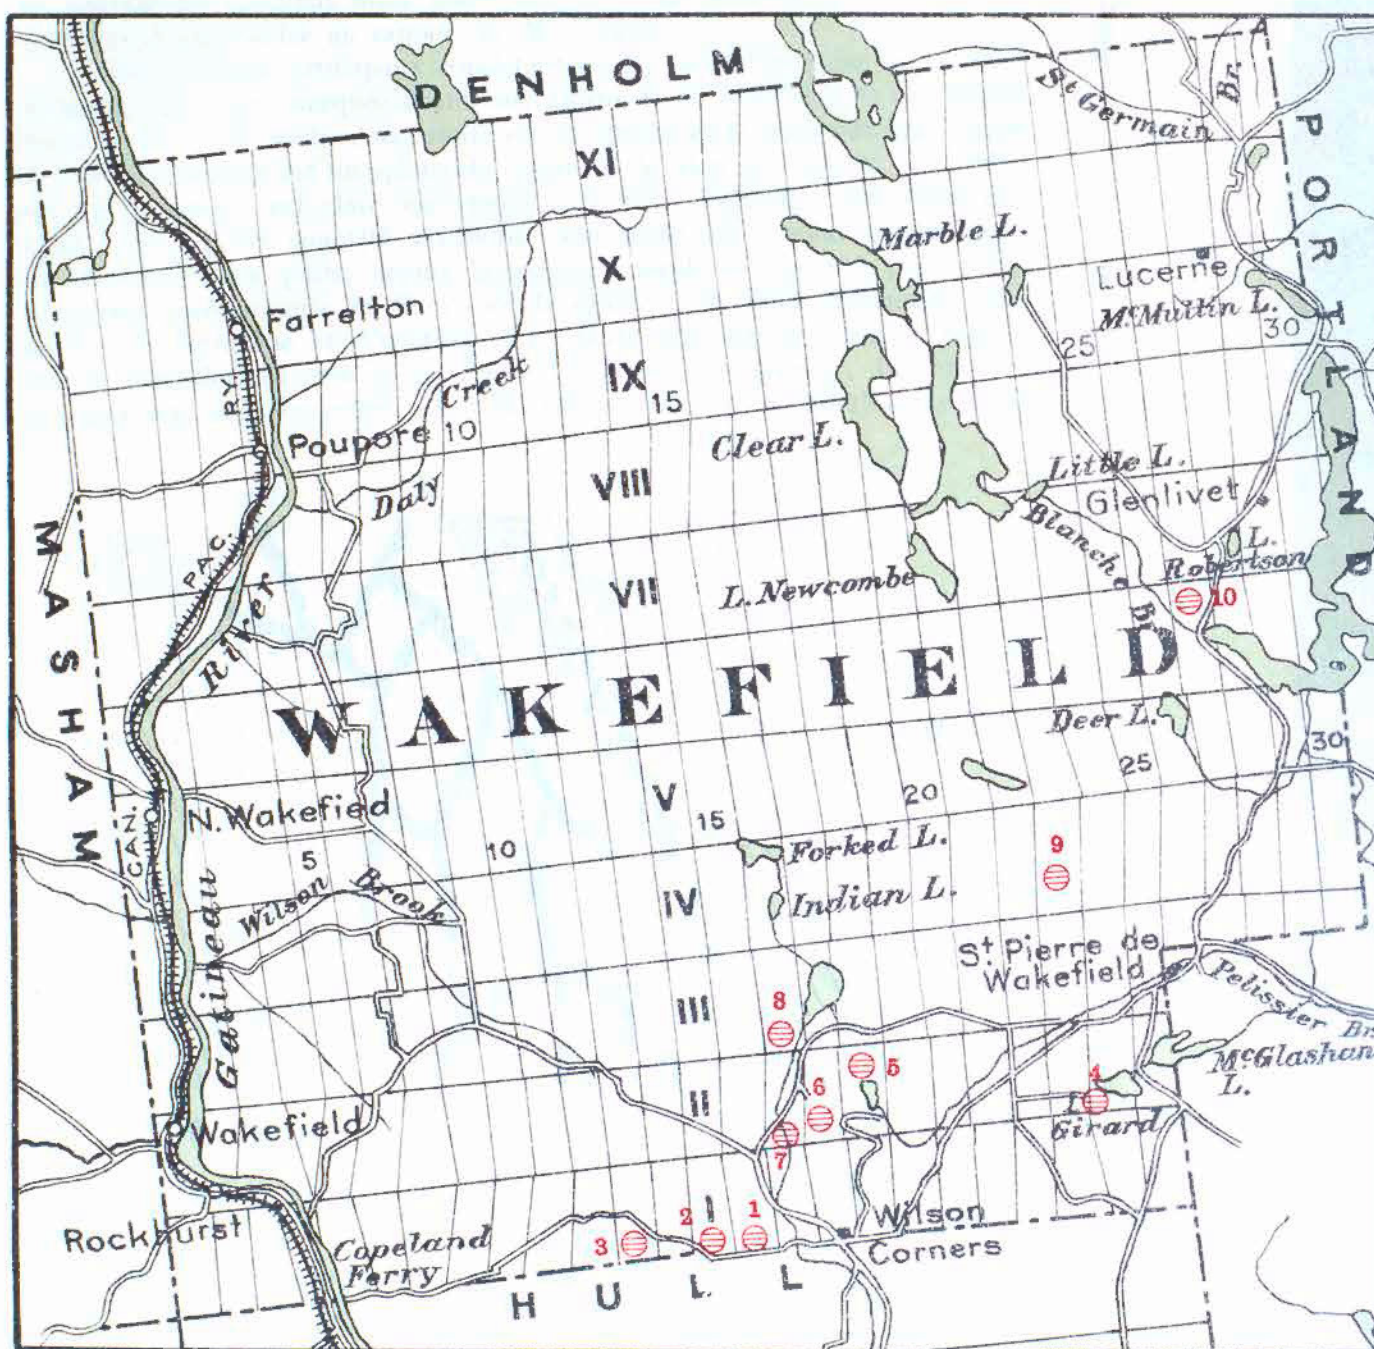 DENHOLM
St Germain Br.
PORTLAND
XI
Marble L.
X
Lucerne
McMullin L.
Farrelton
25
30
RY.
IX
Creek
15
Poupore
10
Clear L.
Little L.
VIII
Daly
Glenlivet
Blanche Br.
L. Robertson
PAC.
VII
L. Newcombe
10
MASHAM
River
WAKEFIELD
Deer L.
30
25
V
20
15
CAN.
N. Wakefield
10
5
Forked L.
9
Wilson Brook
IV
Indian L.
Gatineau
St. Pierre de
Wakefield
Pelissier Br.
III
8
McGlashan
L.
5
4
II
6
L.
Girard
Wakefield
7
Rockhurst
I
2
1
3
Wilson
Corners
Copeland
Ferry
HULL